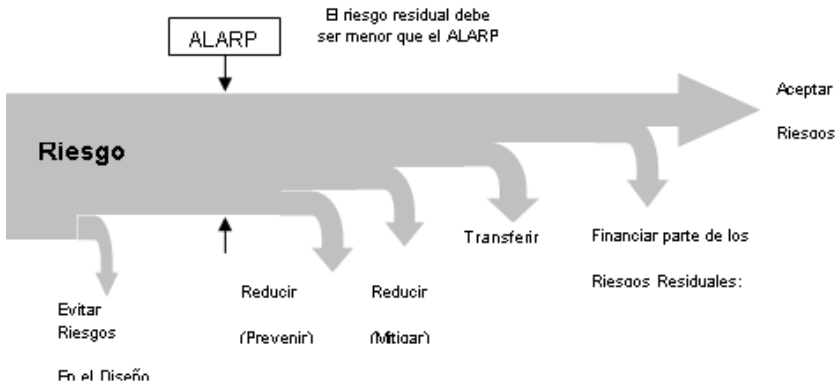 El riesgo residual debe
ser menor que el ALARP
ALARP
Aceptar
Riesgos
Riesgo
Transferir
Financiar parte de los
Riesgos Residuales:
Reducir
(Prevenir)
Reducir
(Mitigar)
Evitar
Riesgos
En el Diseño